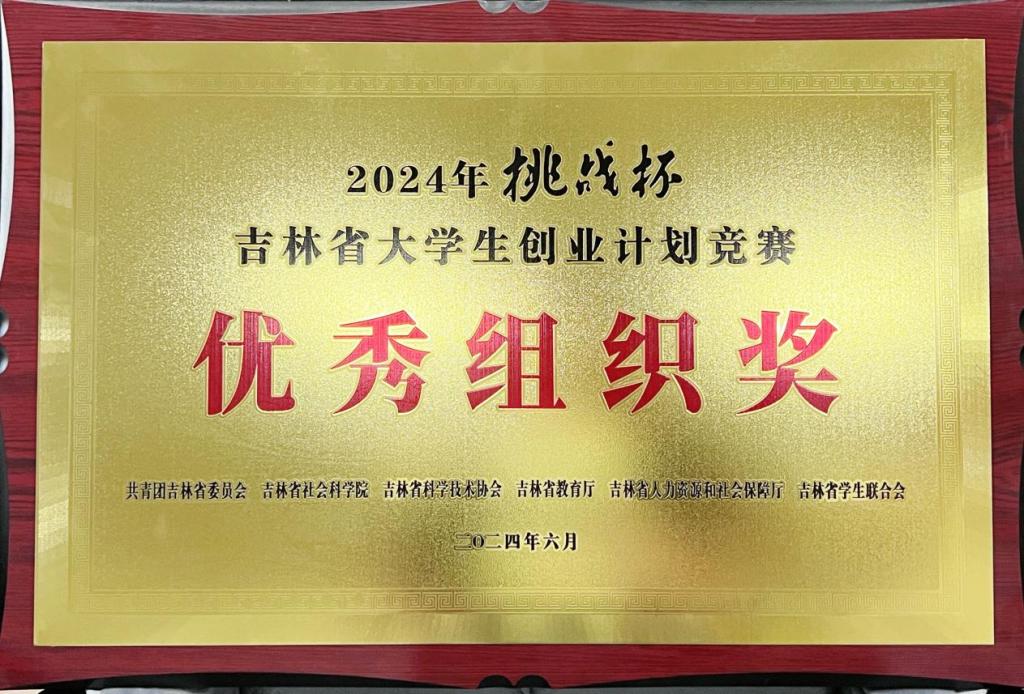 2024年 挑战杯
吉林省大学生创业计划竞赛
优秀组织奖
共青团吉林省委员会 吉林省社会科学院 吉林省科学技术协会 吉林省教育厅 吉林省人力资源和社会保障厅 吉林省学生联合会
二〇二四年六月